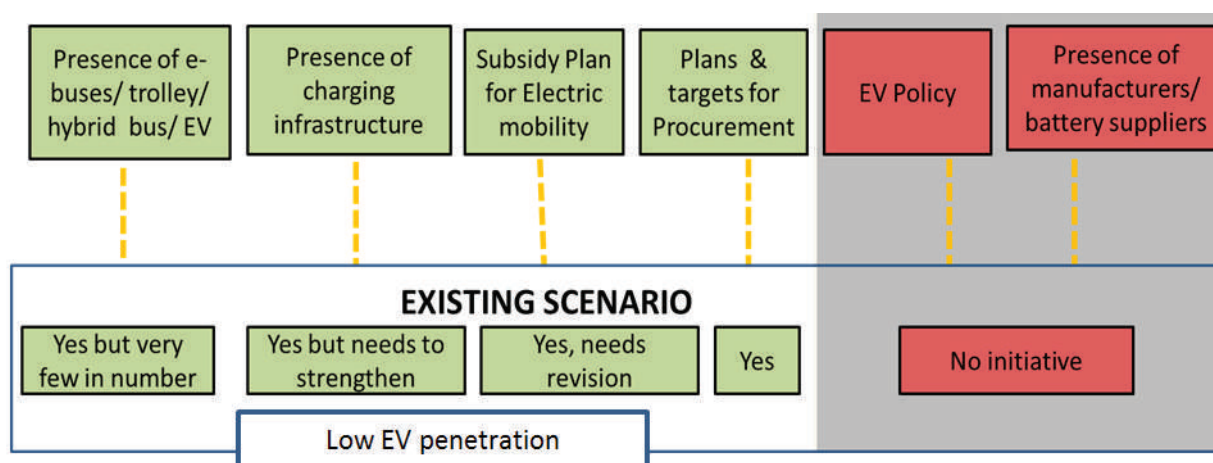 Presence of e-
buses/ trolley/
hybrid bus/ EV
Presence of
charging
infrastructure
Subsidy Plan
for Electric
mobility
Plans &
targets for
Procurement
EV Policy
Presence of
manufacturers/
battery suppliers
EXISTING SCENARIO
Yes but very
few in number
Yes but needs to
strengthen
Yes, needs
revision
Yes
No initiative
Low EV penetration